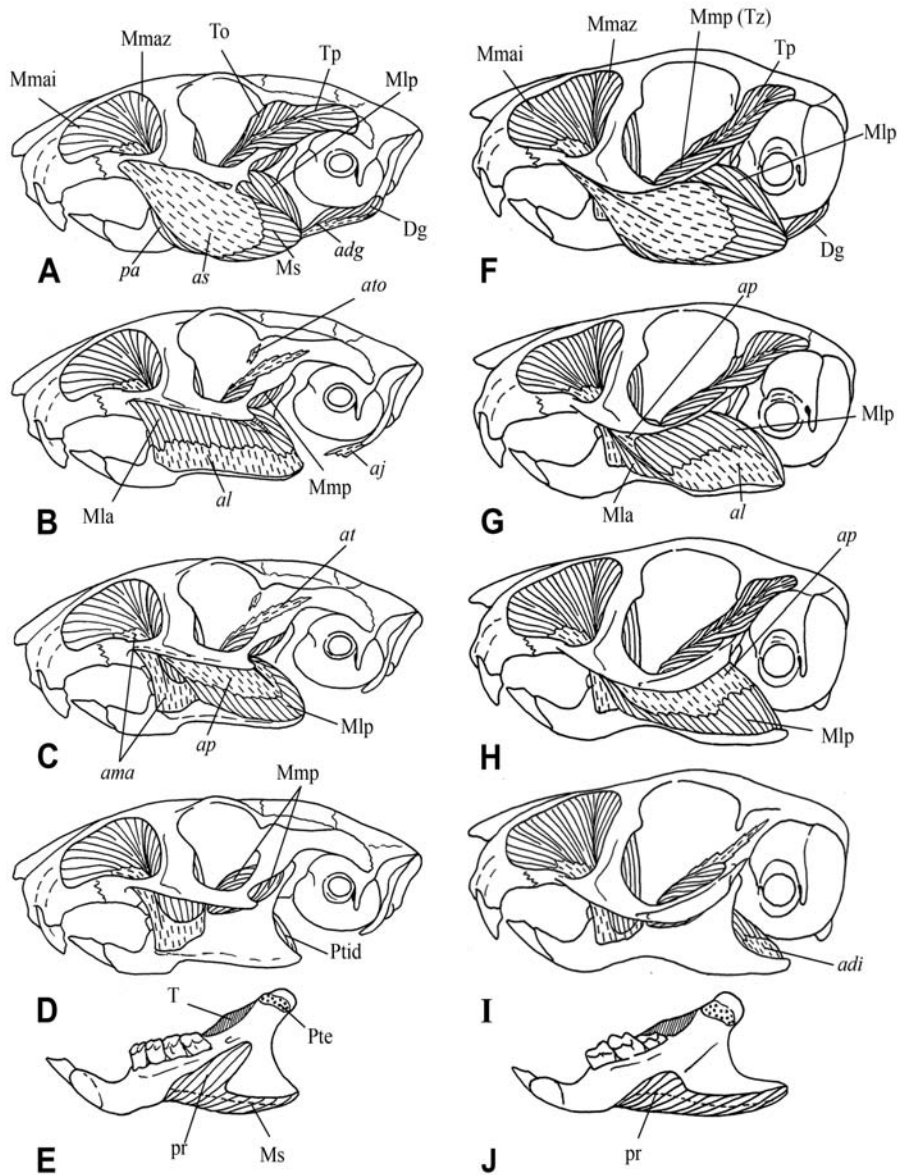 Mmai
Mmaz
To
Tp
Mlp
pa
as
Ms
adg
Dg
A
Mmai
Mmaz
Mmp (Tz)
Tp
Mlp
Dg
F
ato
aj
Mmp
Mla
al
B
ap
Mlp
al
Mla
G
at
Mlp
ap
ama
C
ap
Mlp
H
Mmp
Ptid
D
adi
I
T
Pte
pr
Ms
E
pr
J